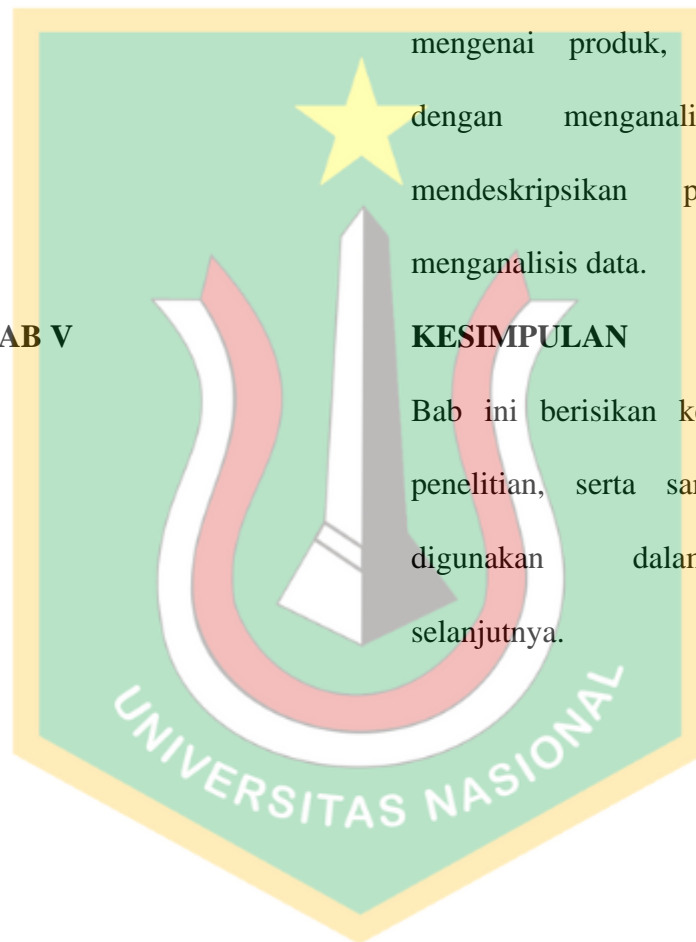 mengenai produk,
dengan menganali
mendeskripsikan p
menganalisis data.
AB V KESIMPULAN
Bab ini berisikan k
penelitian, serta sa
digunakan dala
selanjutnya.
UNIVERSITAS NASIONAL